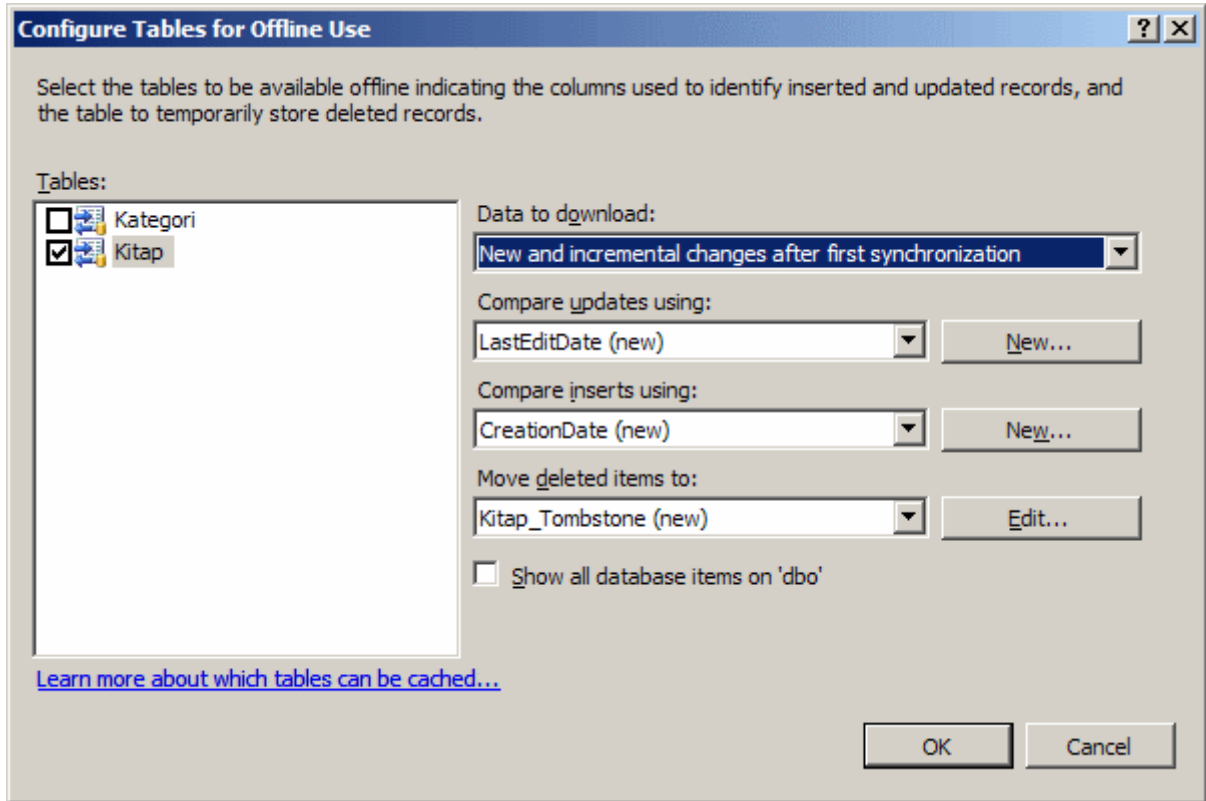 Configure Tables for Offline Use
Select the tables to be available offline indicating the columns used to identify inserted and updated records, and
the table to temporarily store deleted records.
Tables:
Kategori
Kitap
Data to download:
New and incremental changes after first synchronization
Compare updates using:
LastEditDate (new)
New...
Compare inserts using:
CreationDate (new)
New...
Move deleted items to:
Kitap_Tombstone (new)
Edit...
Show all database items on 'dbo'
Learn more about which tables can be cached...
OK
Cancel